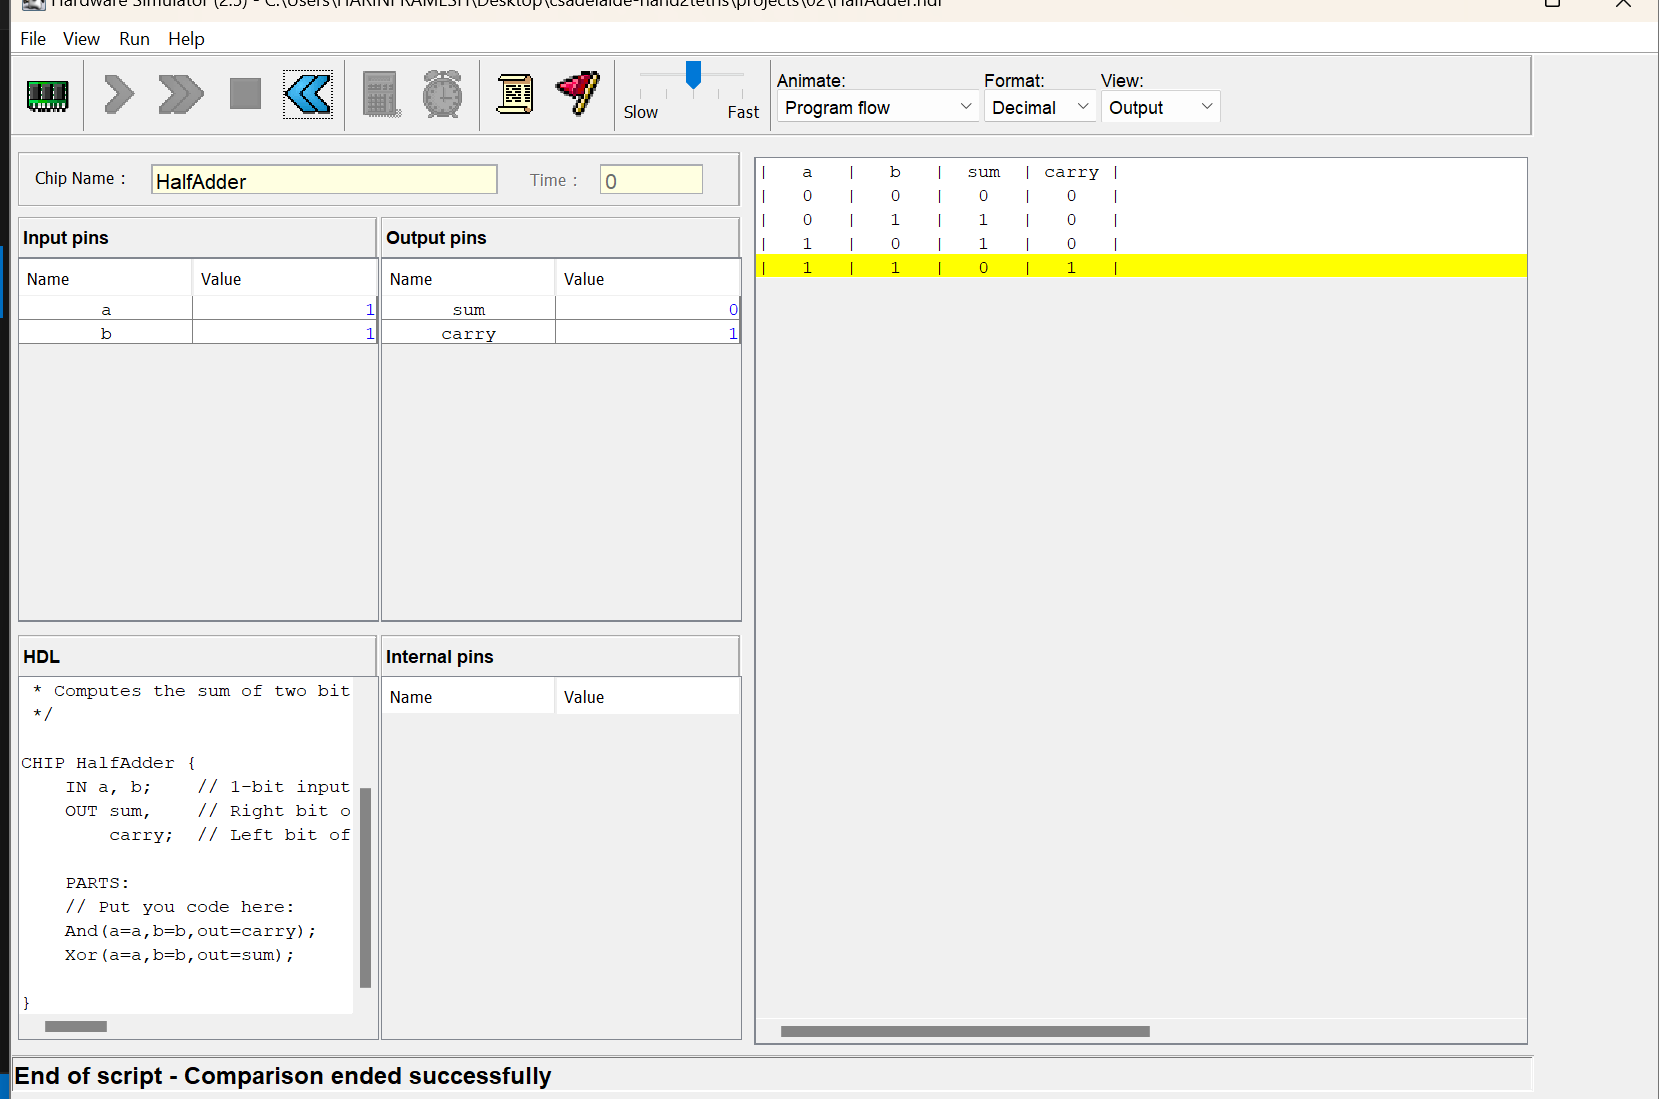 Hardware Simulator (2.5) - C:\Users\HARINI RAMESH\Desktop\csadelaide-nand2tetris\projects\02\HalfAdder.hdl
File View Run Help
Slow Fast
Animate: Format: View:
Program flow Decimal Output
Chip Name : HalfAdder Time : 0
Input pins
Name Value
a 1
b 1
Output pins
Name Value
sum 0
carry 1
| a | b | sum | carry |
| 0 | 0 | 0 | 0 |
| 0 | 1 | 1 | 0 |
| 1 | 0 | 1 | 0 |
| 1 | 1 | 0 | 1 |
HDL
* Computes the sum of two bit
*/
CHIP HalfAdder {
IN a, b; // 1-bit input
OUT sum, // Right bit o
carry; // Left bit of
PARTS:
// Put you code here:
And(a=a,b=b,out=carry);
Xor(a=a,b=b,out=sum);
}
Internal pins
Name Value
End of script - Comparison ended successfully